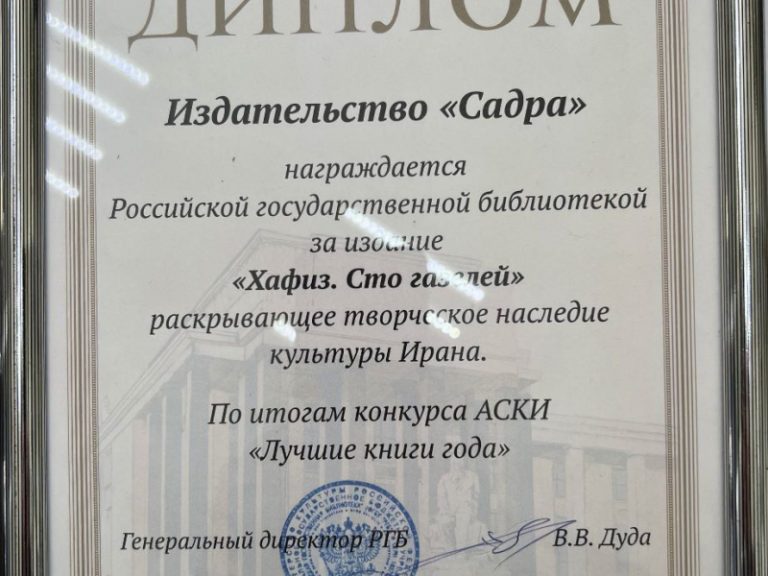 ДИПЛОМ
Издательство «Садра»
награждается
Российской государственной библиотекой
за издание
«Хафиз. Сто газелей»
раскрывающее творческое наследие
культуры Ирана.
По итогам конкурса АСКИ
«Лучшие книги года»
Генеральный директор РГБ В.В. Дуда